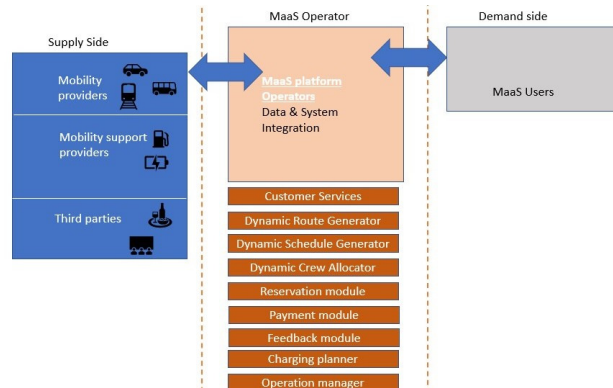 MaaS Operator
Demand side
Supply Side
Mobility
providers
Mobility support
providers
Third parties
MaaS platform
Operators
Data & System
Integration
MaaS Users
Customer Services
Dynamic Route Generator
Dynamic Schedule Generator
Dynamic Crew Allocator
Reservation module
Payment module
Feedback module
Charging planner
Operation manager